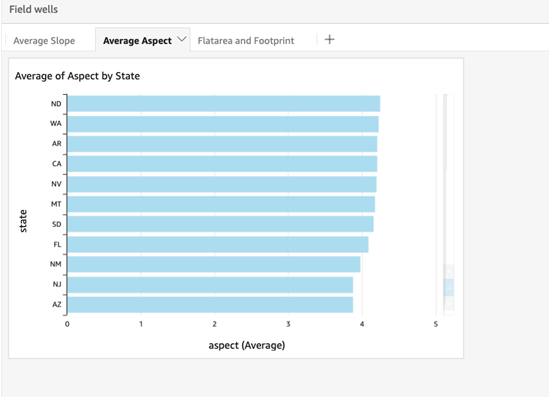 Field wells
Average Slope Average Aspect Flatarea and Footprint
Average of Aspect by State
ND
WA
AR
CA
NV
MT
SD
FL
NM
NJ
AZ
state
0 1 2 3 4 5
aspect (Average)